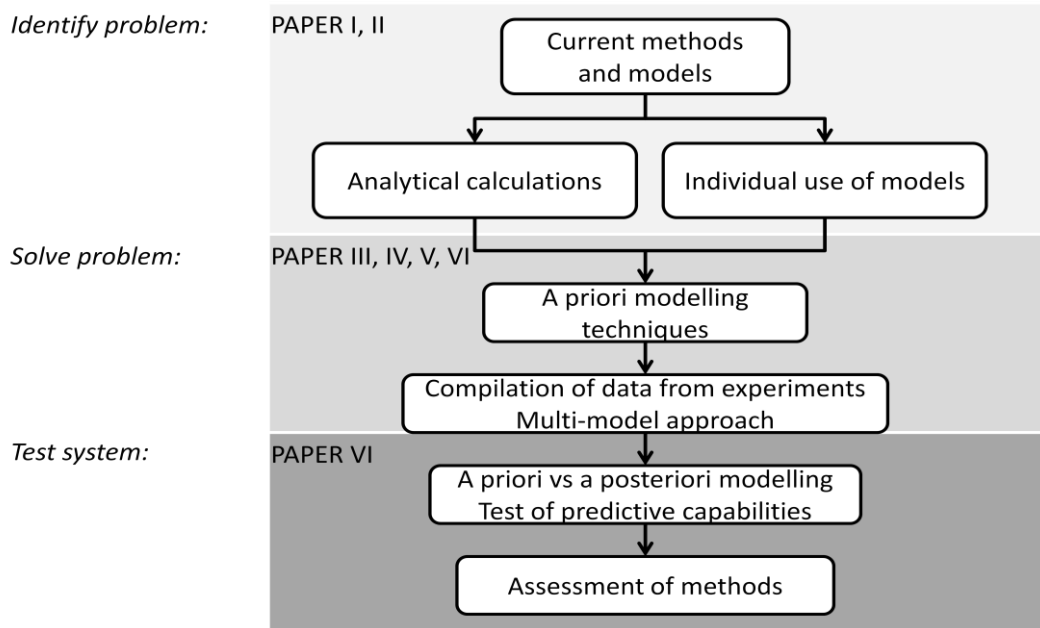 Identify problem:
PAPER I, II
Current methods
and models
Analytical calculations
Individual use of models
Solve problem:
PAPER III, IV, V, VI
A priori modelling
techniques
Compilation of data from experiments
Multi-model approach
Test system:
PAPER VI
A priori vs a posteriori modelling
Test of predictive capabilities
Assessment of methods